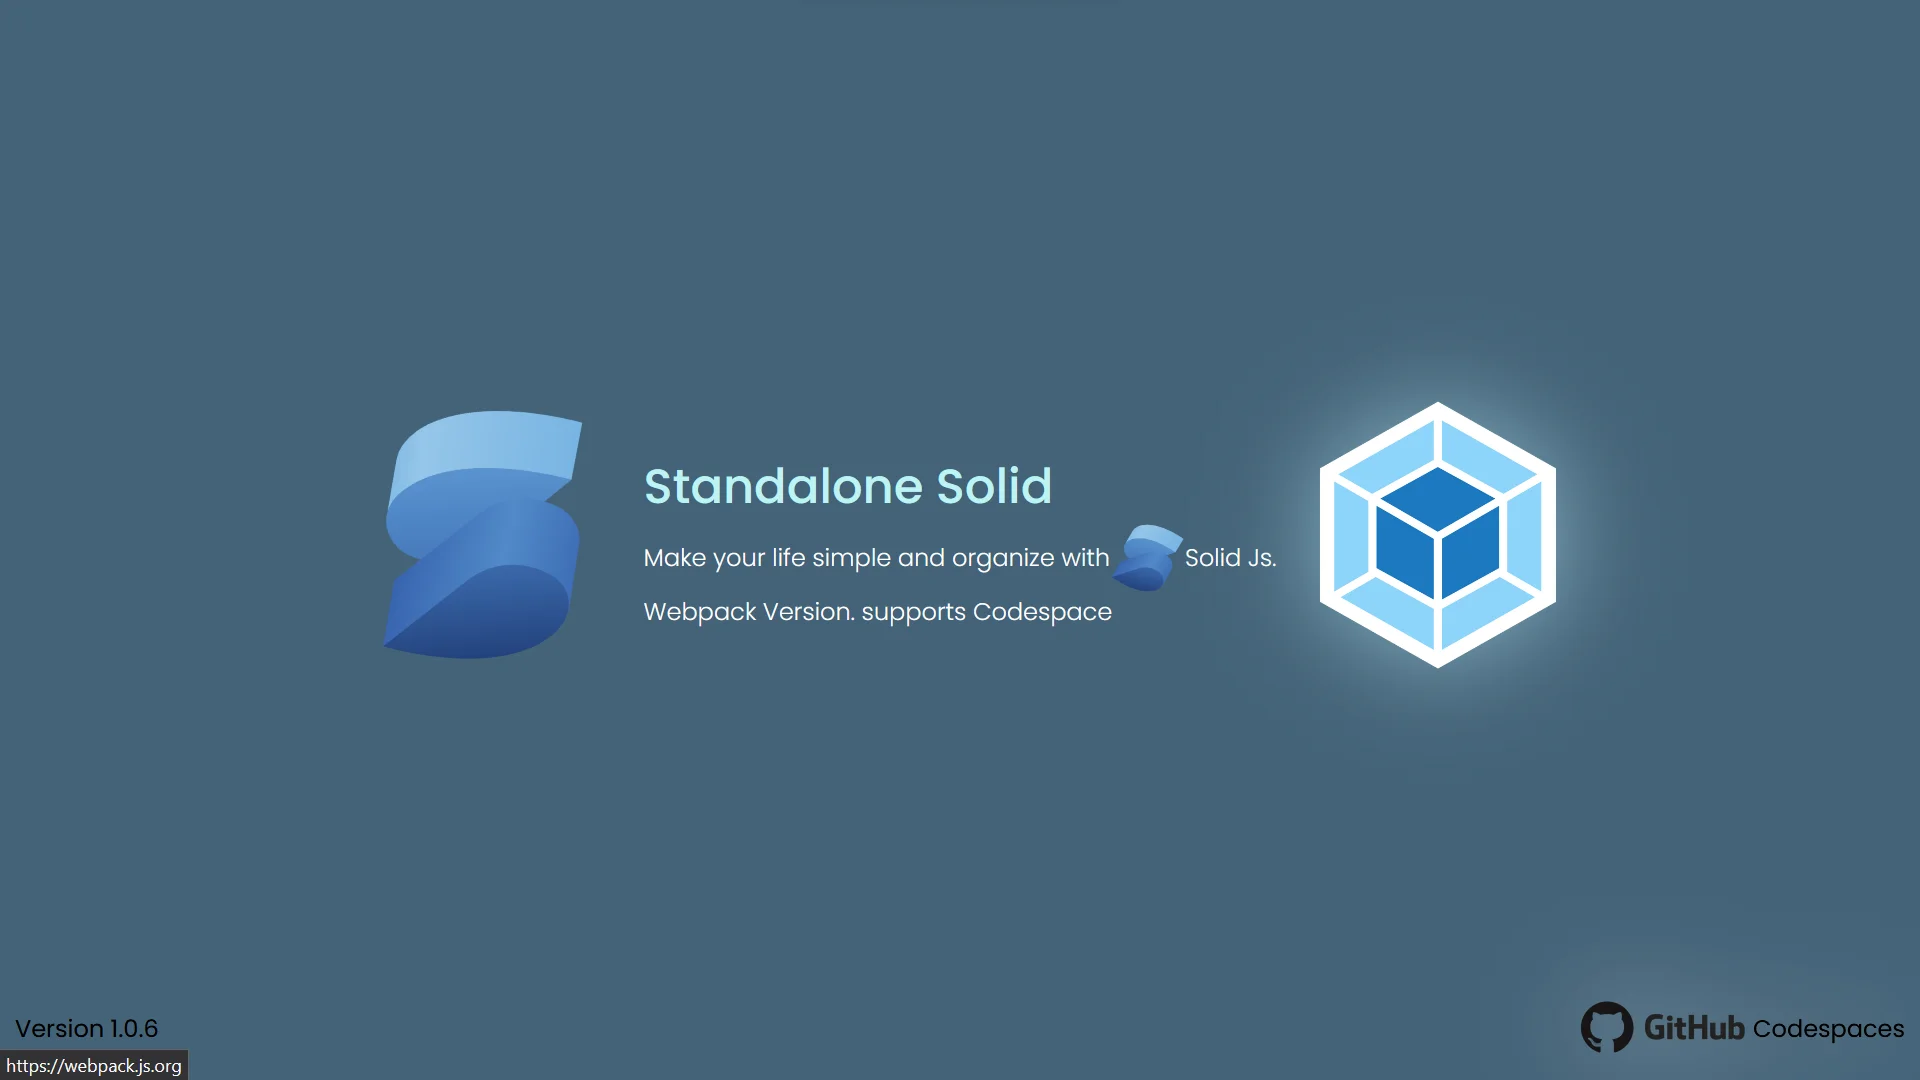 Standalone Solid
Make your life simple and organize with Solid Js.
Webpack Version. supports Codespace
Version 1.0.6
GitHub Codespaces
https://webpack.js.org